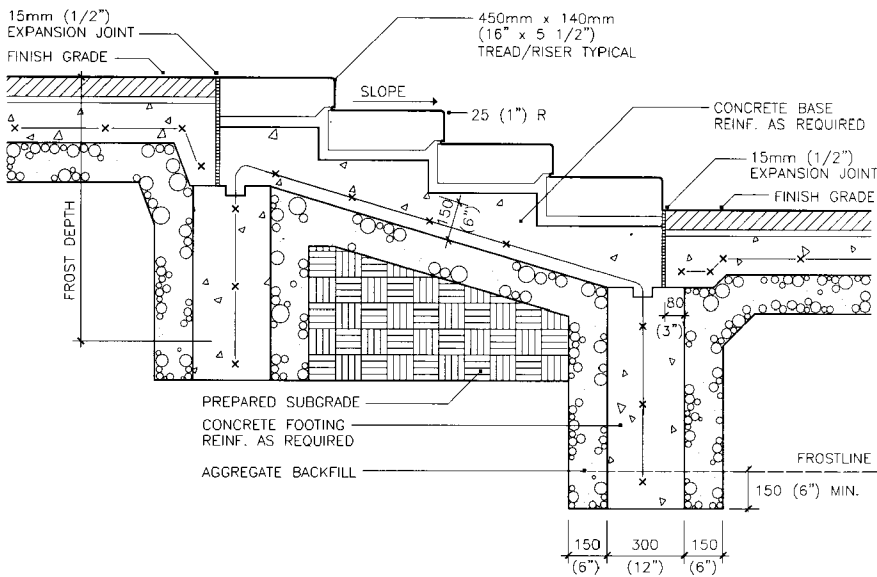 15mm (1/2")
EXPANSION JOINT
FINISH GRADE
450mm x 140mm
(16" x 5 1/2")
TREAD/RISER TYPICAL
SLOPE
25 (1") R
CONCRETE BASE
REINF. AS REQUIRED
15mm (1/2")
EXPANSION JOINT
FINISH GRADE
FROST DEPTH
150
(6")
80
(3")
PREPARED SUBGRADE
CONCRETE FOOTING
REINF. AS REQUIRED
AGGREGATE BACKFILL
FROSTLINE
150 (6") MIN.
150 300 150
(6") (12") (6")